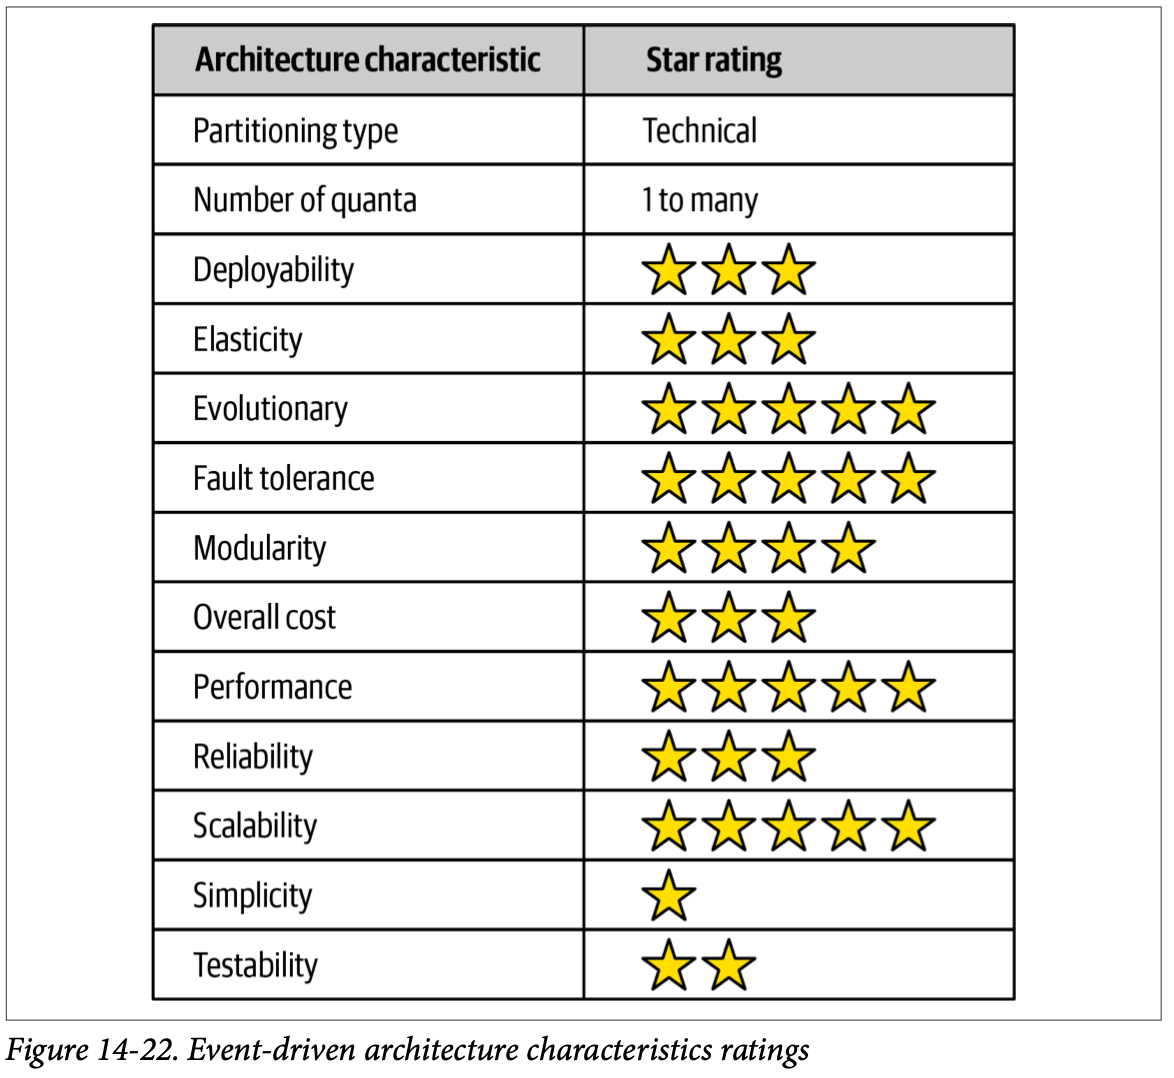 Architecture characteristic Star rating
Partitioning type Technical
Number of quanta 1 to many
Deployability
Elasticity
Evolutionary
Fault tolerance
Modularity
Overall cost
Performance
Reliability
Scalability
Simplicity
Testability
Figure 14-22. Event-driven architecture characteristics ratings